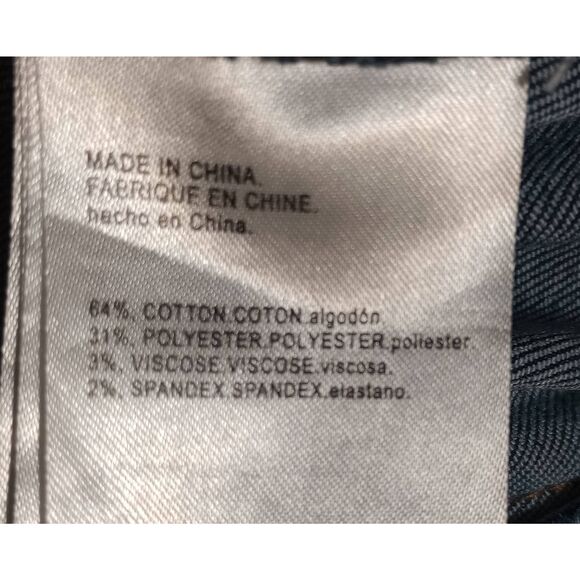 MADE IN CHINA.
FABRIQUE EN CHINE.
hecho en China.
64%, COTTON.COTON.algodón
31%, POLYESTER.POLYESTER.poliester
3%, VISCOSE.VISCOSE.viscosa.
2%, SPANDEX.SPANDEX.elastano.